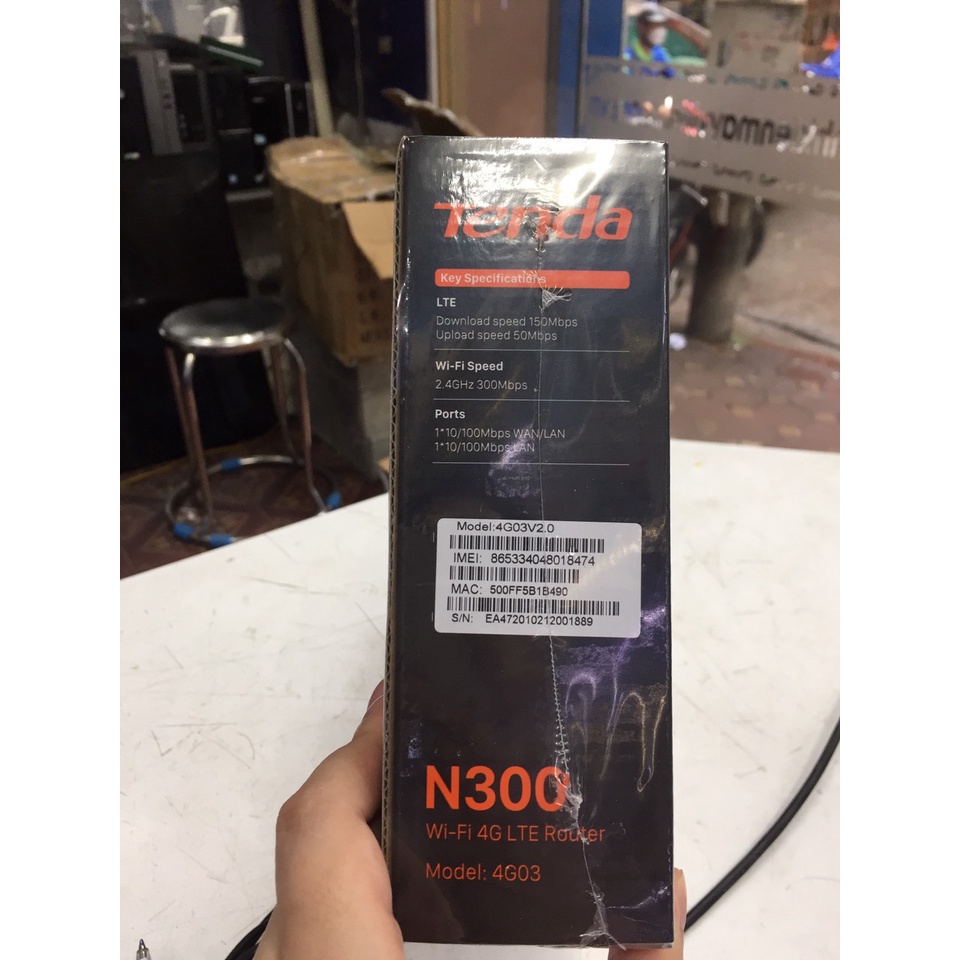 Tenda
Key Specifications
LTE
Download speed 150Mbps
Upload speed 50Mbps
Wi-Fi Speed
2.4GHz 300Mbps
Ports
1*10/100Mbps WAN/LAN
1*10/100Mbps LAN
Model:4G03V2.0
IMEI: 865334048018474
MAC: 500FF5B1B490
S/N: EA472010212001889
N300
Wi-Fi 4G LTE Router
Model: 4G03